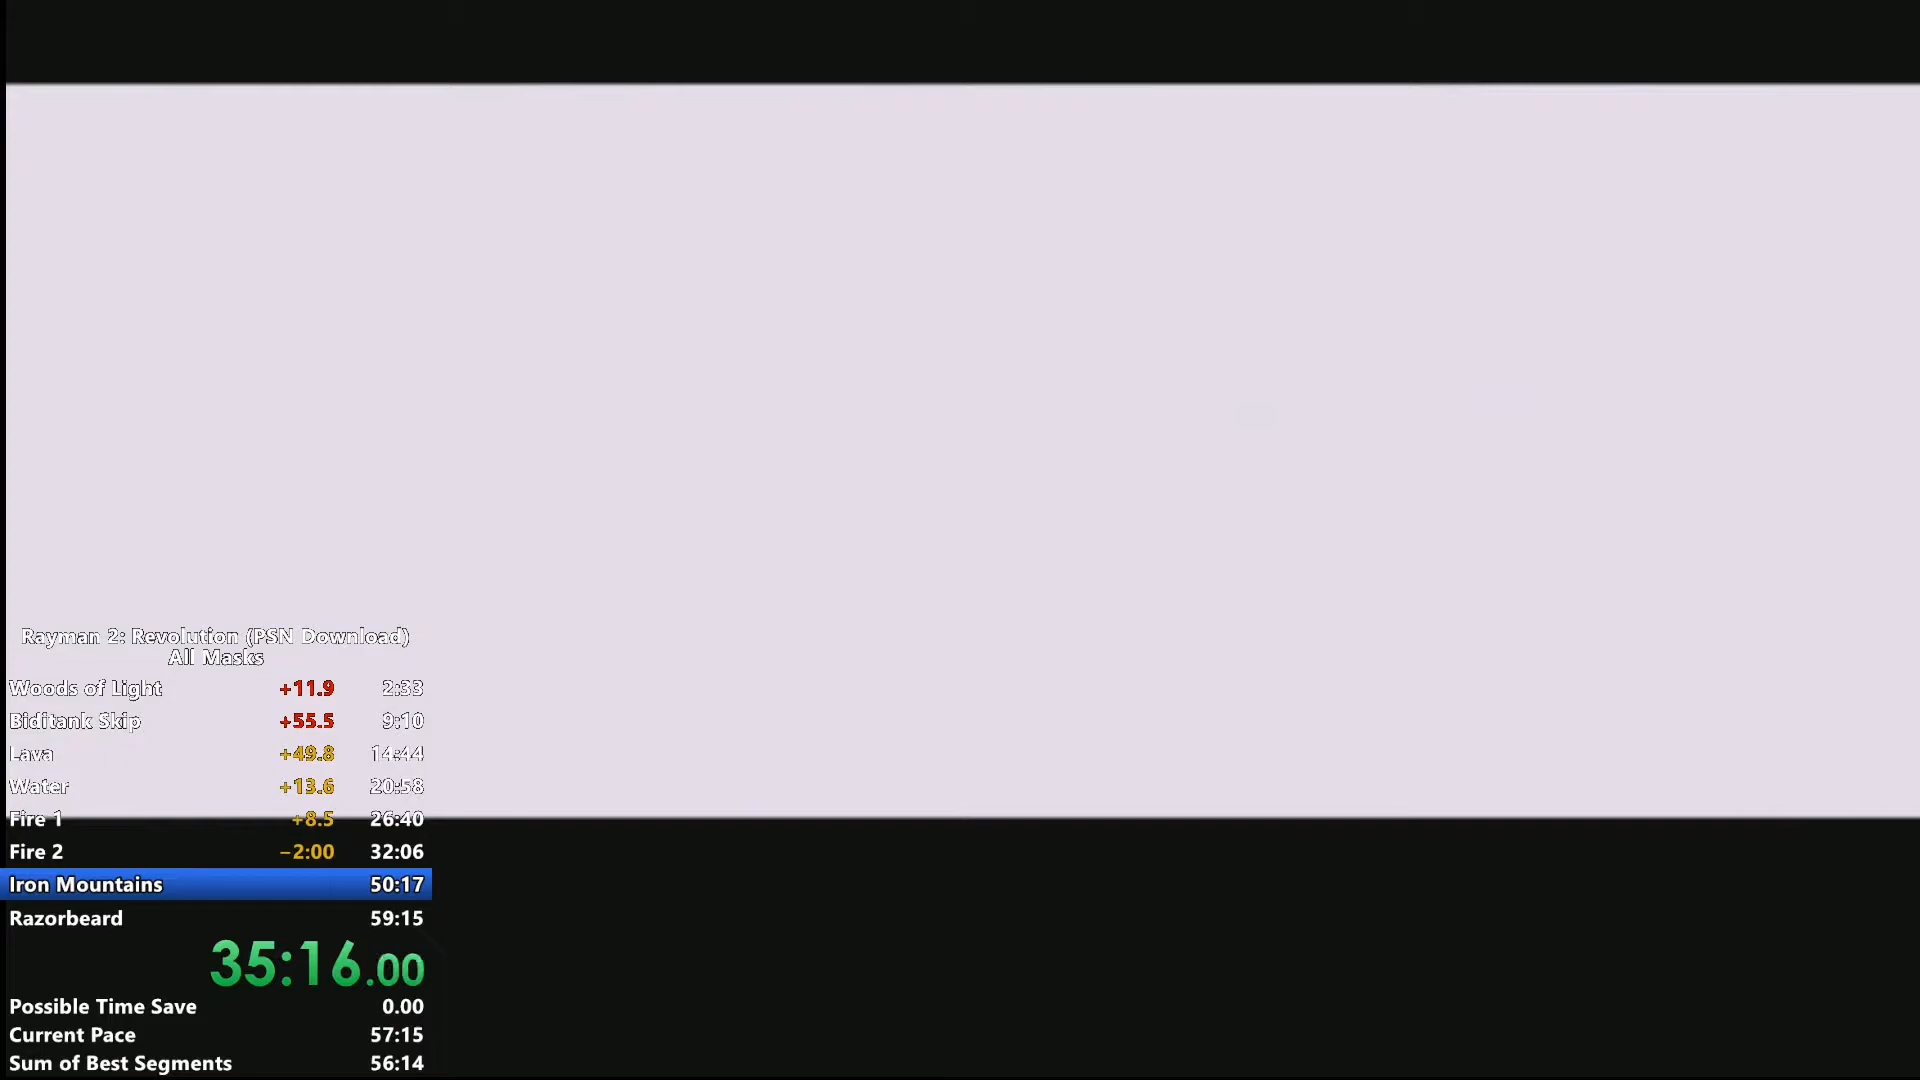 Rayman 2: Revolution (PSN Download)
All Masks
Woods of Light +11.9 2:33
Biditank Skip +55.5 9:10
Lava +49.8 14:44
Water +13.6 20:58
Fire 1 +8.5 26:40
Fire 2 −2:00 32:06
Iron Mountains 50:17
Razorbeard 59:15
35:16.00
Possible Time Save 0.00
Current Pace 57:15
Sum of Best Segments 56:14